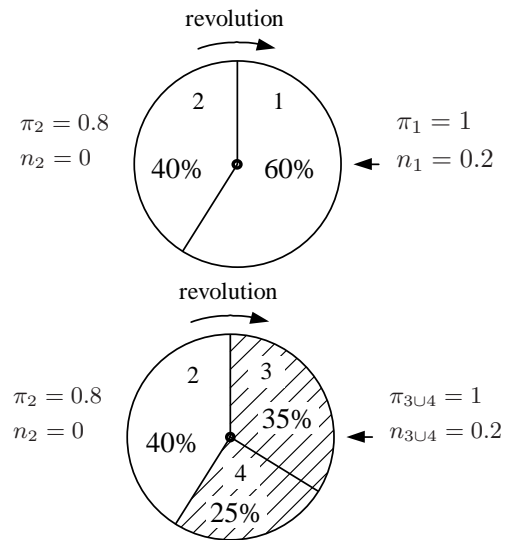 revolution
2 1
π₂ = 0.8
n₂ = 0
40% 60%
π₁ = 1
n₁ = 0.2
revolution
2 3
π₂ = 0.8
n₂ = 0
40% 35%
4
25%
π₃∪₄ = 1
n₃∪₄ = 0.2